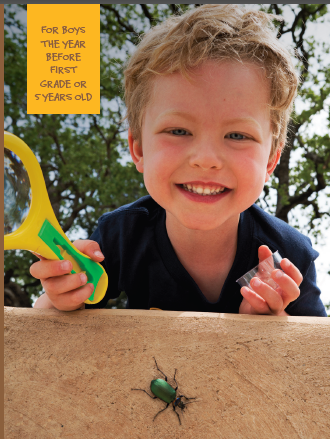 FOR BOYS
THE YEAR
BEFORE
FIRST
GRADE OR
5 YEARS OLD